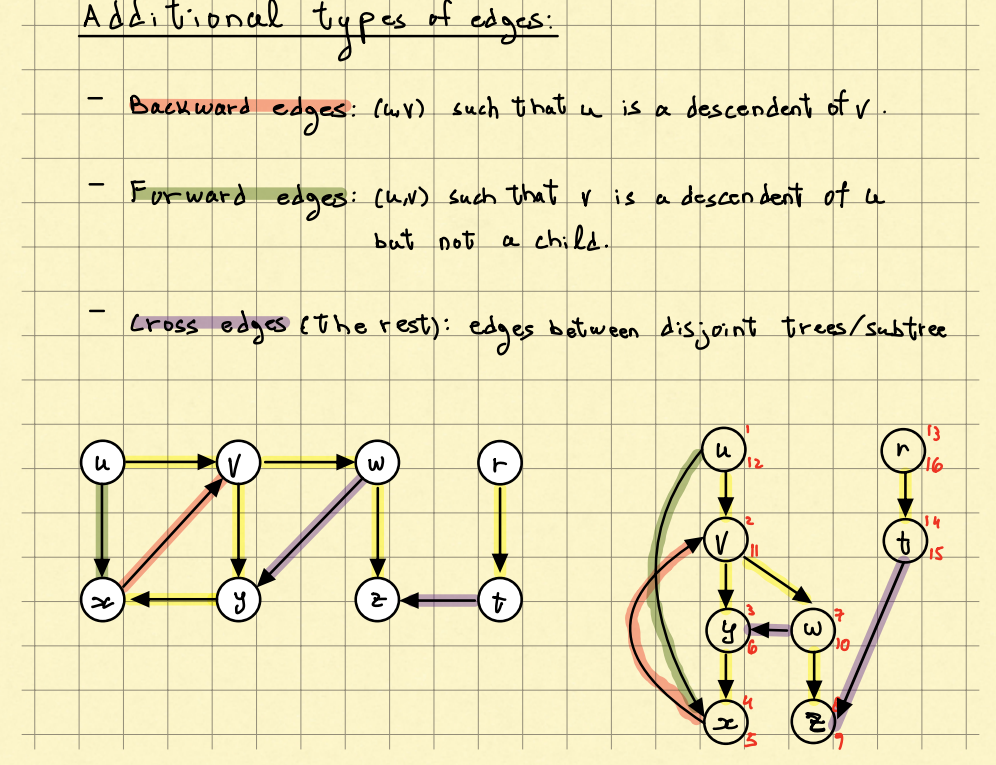 Additional types of edges:
- Backward edges: (u,v) such that u is a descendent of v.
- Forward edges: (u,v) such that v is a descendent of u
but not a child.
- Cross edges (the rest): edges between disjoint trees/subtree
u v w r
x y z t
u 1 12
r 13 16
v 2 11
t 14 15
y 3 6
w 7 10
x 4 5
z 9